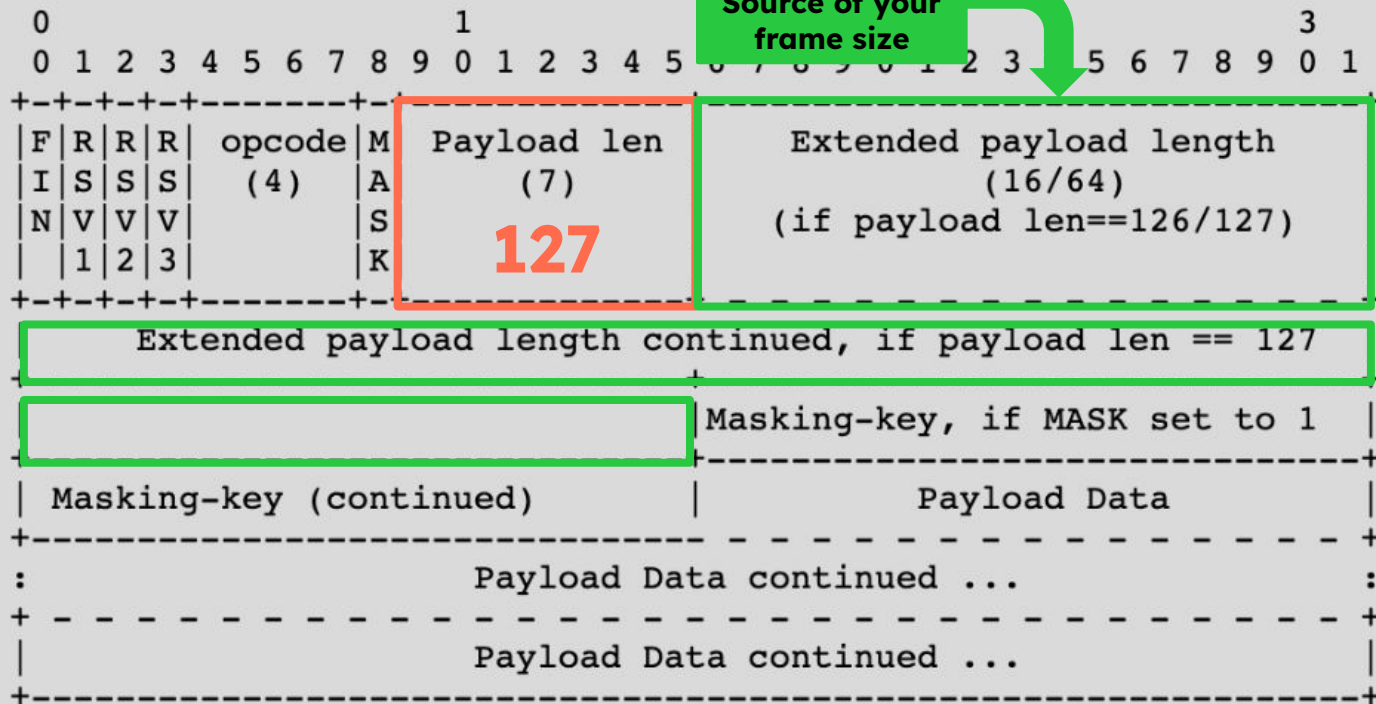 Source of your
frame size
0 1 3
0 1 2 3 4 5 6 7 8 9 0 1 2 3 4 5 6 7 8 9 0 1 2 3 5 6 7 8 9 0 1
+-+-+-+-+-------+-+-------------+-------------------------------+
|F|R|R|R| opcode|M| Payload len | Extended payload length |
|I|S|S|S| (4) |A| (7) | (16/64) |
|N|V|V|V| |S| 127 | (if payload len==126/127) |
| |1|2|3| |K| | |
+-+-+-+-+-------+-+-------------+ - - - - - - - - - - - - - - - +
| Extended payload length continued, if payload len == 127 |
+ - - - - - - - - - - - - - - - +-------------------------------+
| |Masking-key, if MASK set to 1 |
+-------------------------------+-------------------------------+
| Masking-key (continued) | Payload Data |
+-------------------------------- - - - - - - - - - - - - - - - +
: Payload Data continued ... :
+ - - - - - - - - - - - - - - - - - - - - - - - - - - - - - - - +
| Payload Data continued ... |
+---------------------------------------------------------------+